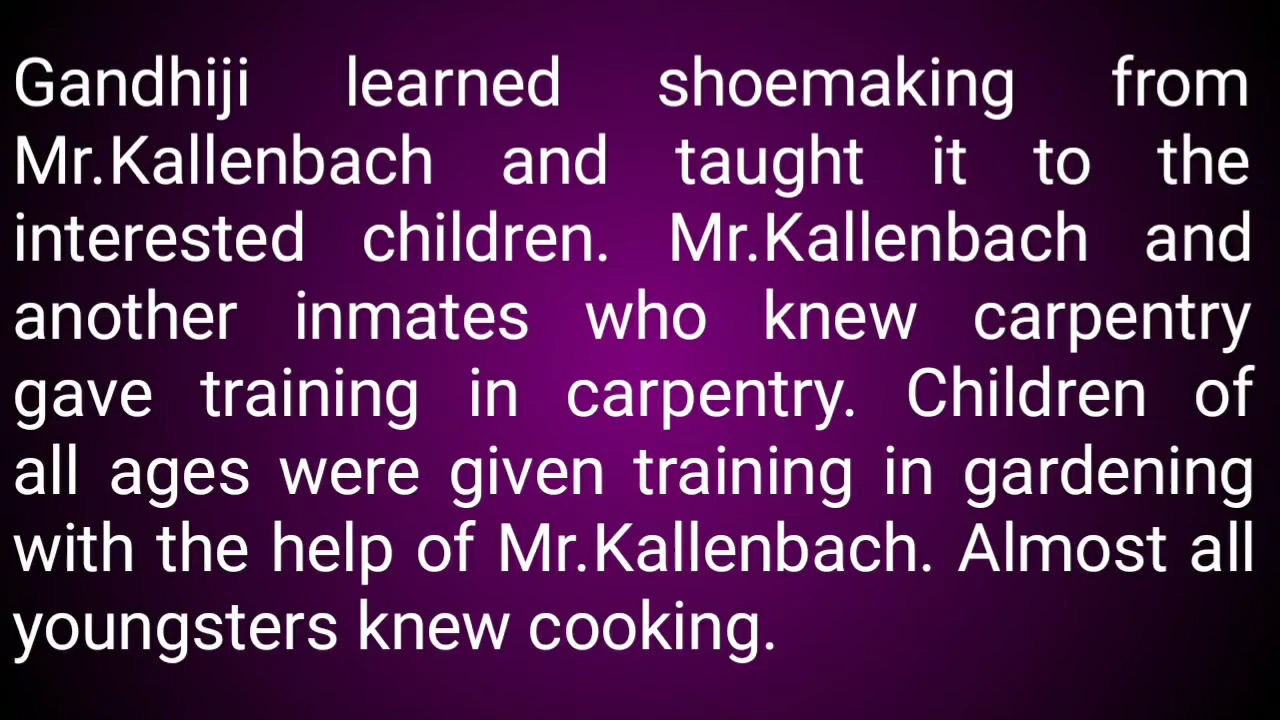 Gandhiji learned shoemaking from
Mr.Kallenbach and taught it to the
interested children. Mr.Kallenbach and
another inmates who knew carpentry
gave training in carpentry. Children of
all ages were given training in gardening
with the help of Mr.Kallenbach. Almost all
youngsters knew cooking.